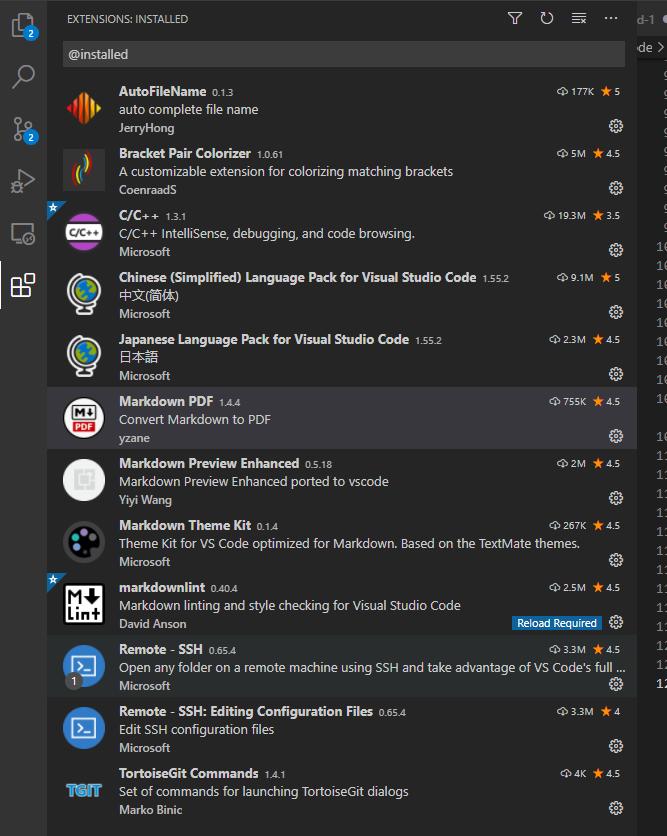 EXTENSIONS: INSTALLED
@installed
AutoFileName 0.1.3 177K 5
auto complete file name
JerryHong
Bracket Pair Colorizer 1.0.61 5M 4.5
A customizable extension for colorizing matching brackets
CoenraadS
C/C++ C/C++ 1.3.1 19.3M 3.5
C/C++ IntelliSense, debugging, and code browsing.
Microsoft
Chinese (Simplified) Language Pack for Visual Studio Code 1.55.2 9.1M 5
中文(简体)
Microsoft
Japanese Language Pack for Visual Studio Code 1.55.2 2.3M 4.5
日本語
Microsoft
M PDF Markdown PDF 1.4.4 755K 4.5
Convert Markdown to PDF
yzane
Markdown Preview Enhanced 0.5.18 2M 4.5
Markdown Preview Enhanced ported to vscode
Yiyi Wang
Markdown Theme Kit 0.1.4 267K 4.5
Theme Kit for VS Code optimized for Markdown. Based on the TextMate themes.
Microsoft
M lint markdownlint 0.40.4 2.5M 4.5
Markdown linting and style checking for Visual Studio Code
David Anson Reload Required
Remote - SSH 0.65.4 3.3M 4.5
Open any folder on a remote machine using SSH and take advantage of VS Code's full ...
1 Microsoft
Remote - SSH: Editing Configuration Files 0.65.4 3.3M 4
Edit SSH configuration files
Microsoft
TortoiseGit Commands 1.4.1 4K 4.5
TGIT Set of commands for launching TortoiseGit dialogs
Marko Binic
2
2